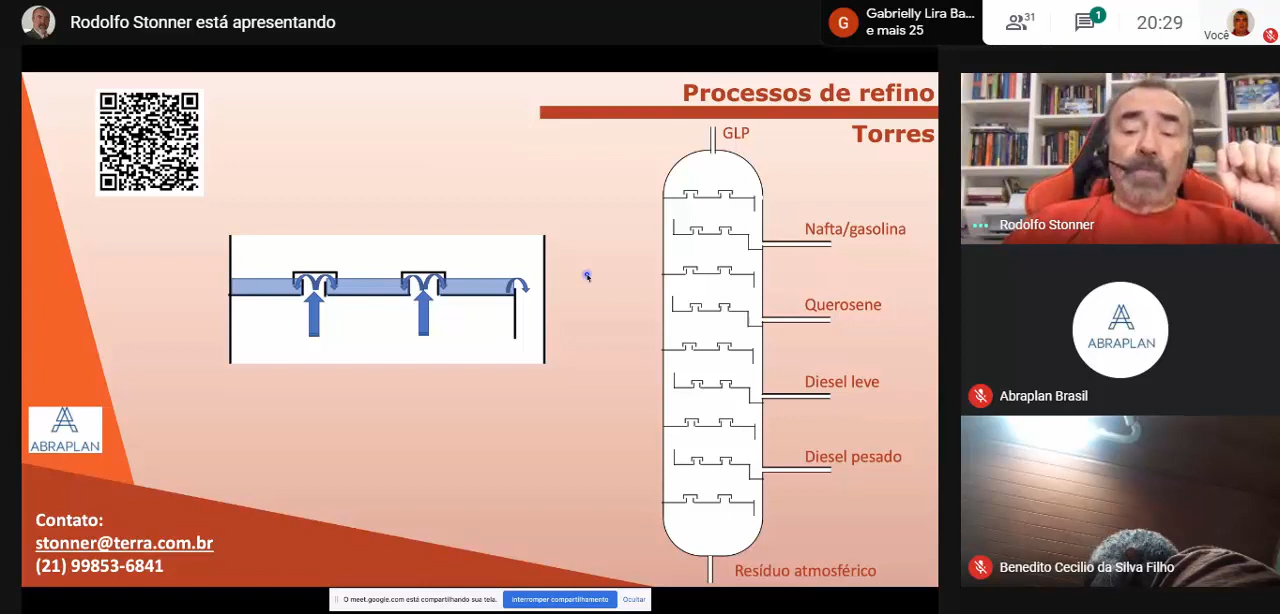 Rodolfo Stonner está apresentando
G
Gabrielly Lira Ba...
e mais 25
31
1
20:29
Você
Processos de refino
Torres
GLP
Nafta/gasolina
Querosene
Diesel leve
Diesel pesado
Resíduo atmosférico
ABRAPLAN
Contato:
stonner@terra.com.br
(21) 99853-6841
Rodolfo Stonner
ABRAPLAN
Abraplan Brasil
Benedito Cecilio da Silva Filho
O meet.google.com está compartilhando sua tela.
Interromper compartilhamento
Ocultar